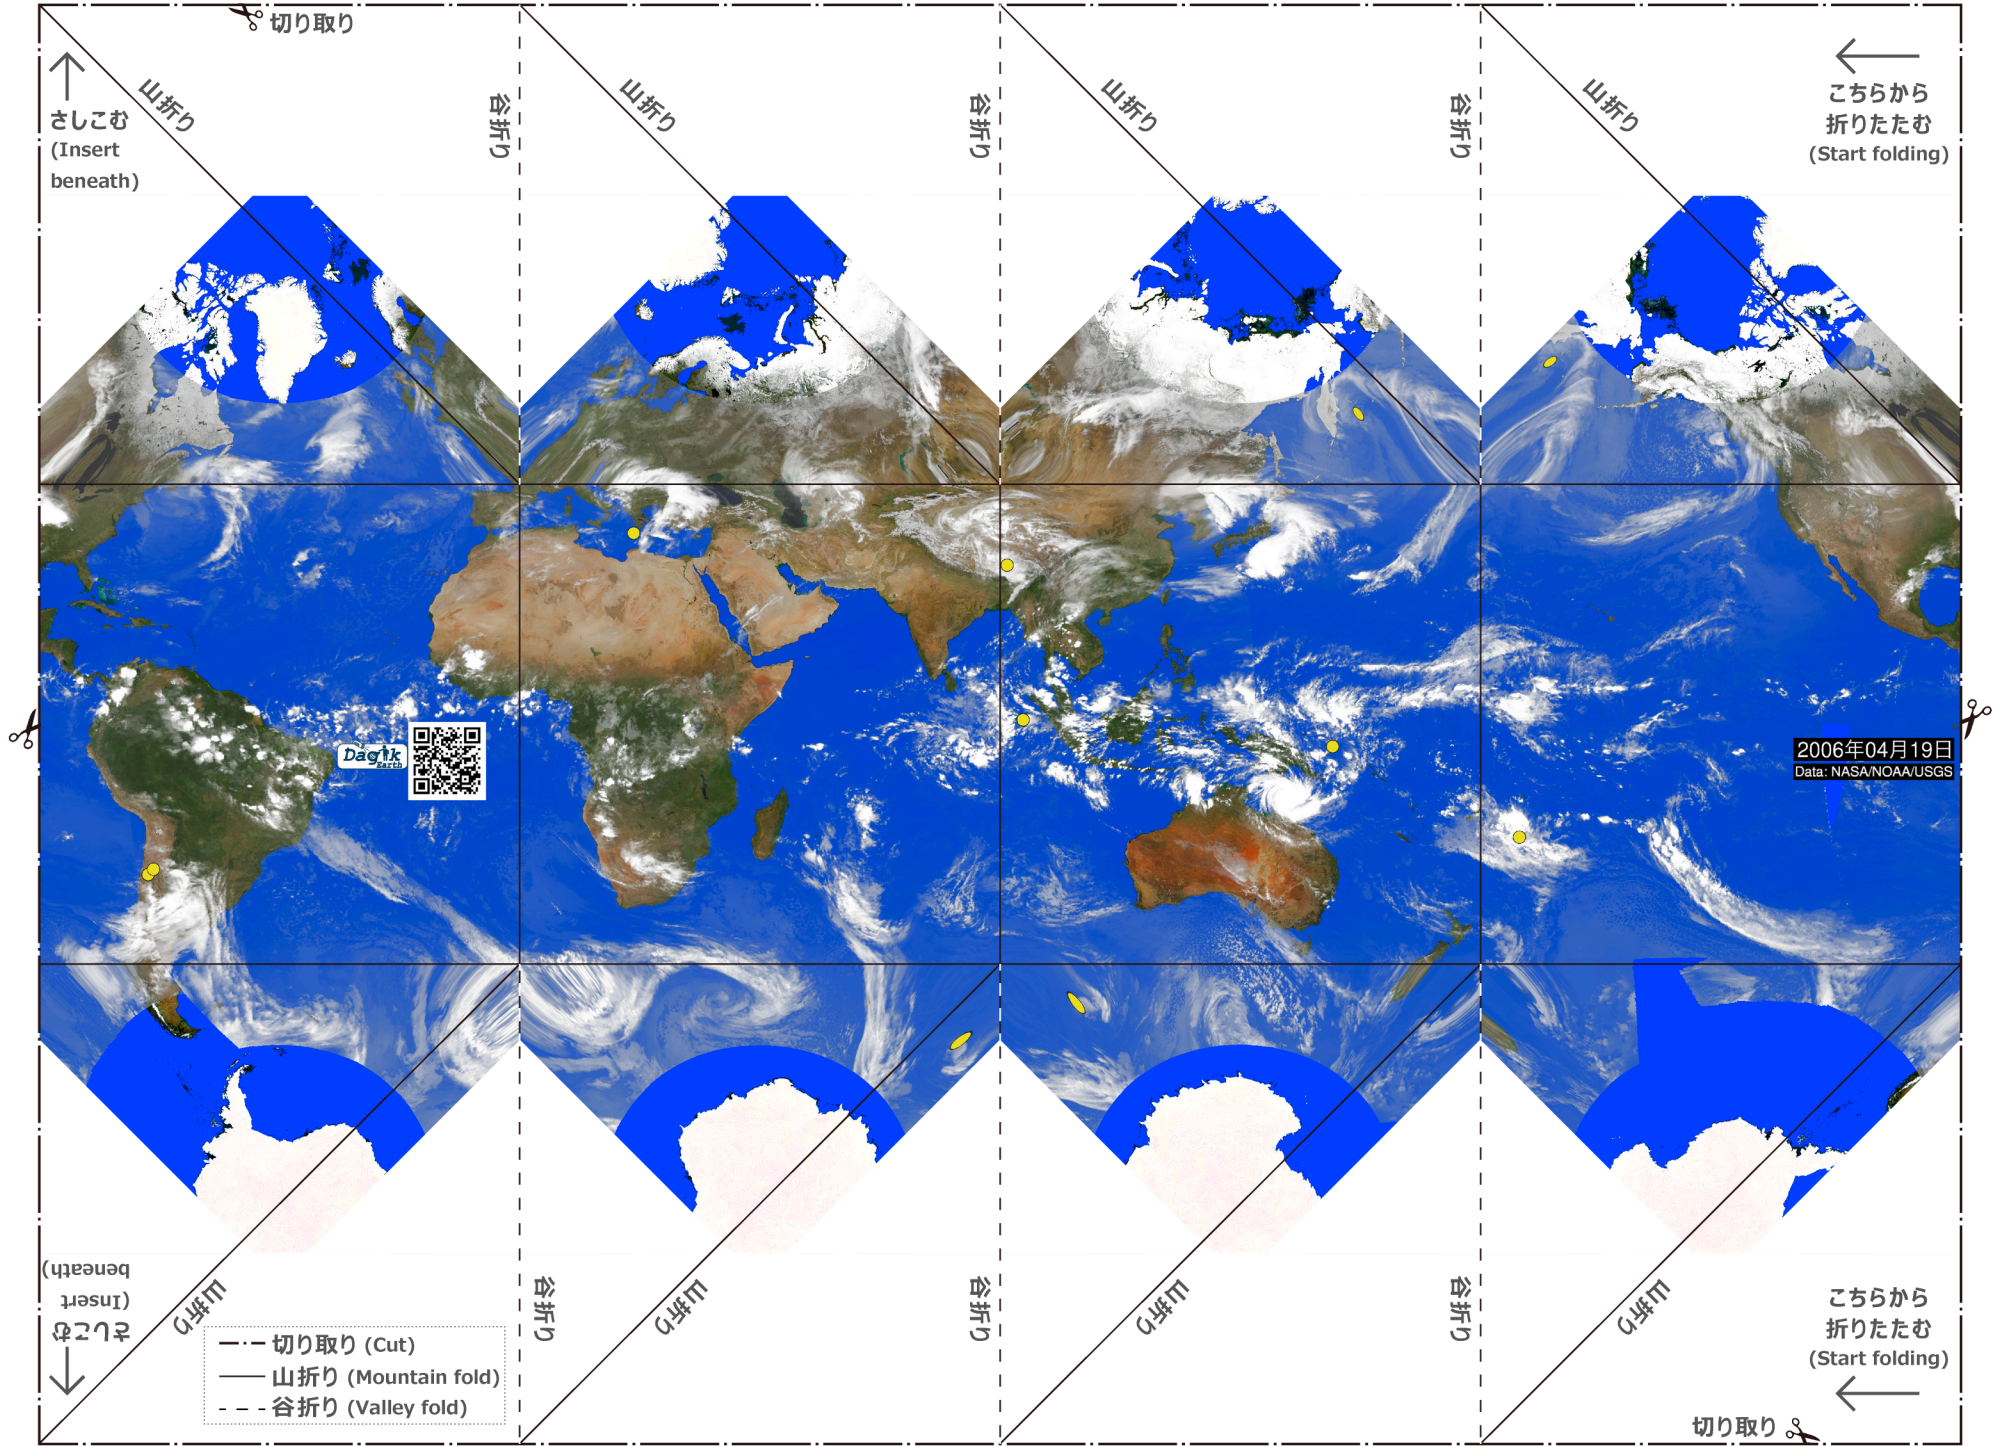 切り取り
山折り
山折り
山折り
山折り
こちらから
折りたたむ
(Start folding)
さしこむ
(Insert
beneath)
谷折り
谷折り
谷折り
Dagik
Earth
2006年04月19日
Data: NASA/NOAA/USGS
さしこむ
(Insert
beneath)
山折り
山折り
山折り
山折り
谷折り
谷折り
谷折り
こちらから
折りたたむ
(Start folding)
切り取り (Cut)
山折り (Mountain fold)
谷折り (Valley fold)
切り取り